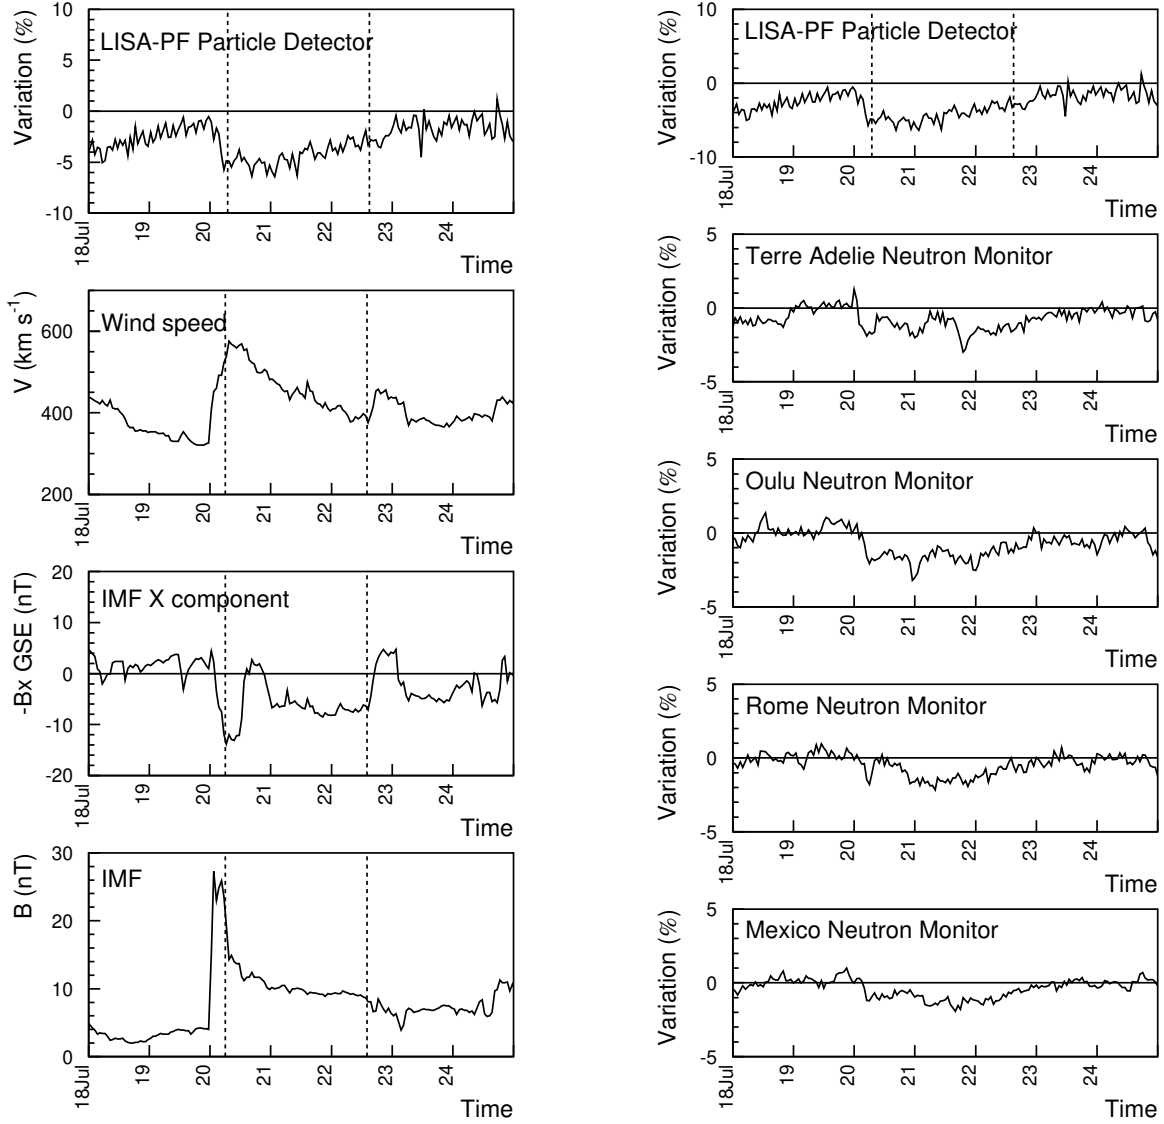 LISA-PF Particle Detector
Variation (%)
10
5
0
-5
-10
18Jul 19 20 21 22 23 24
Time
Wind speed
V (km s-1)
600
400
200
18Jul 19 20 21 22 23 24
Time
IMF X component
-Bx GSE (nT)
20
10
0
-10
-20
18Jul 19 20 21 22 23 24
Time
IMF
B (nT)
30
20
10
0
18Jul 19 20 21 22 23 24
Time
LISA-PF Particle Detector
Variation (%)
10
0
-10
18Jul 19 20 21 22 23 24
Time
Terre Adelie Neutron Monitor
Variation (%)
5
0
-5
18Jul 19 20 21 22 23 24
Time
Oulu Neutron Monitor
Variation (%)
5
0
-5
18Jul 19 20 21 22 23 24
Time
Rome Neutron Monitor
Variation (%)
5
0
-5
18Jul 19 20 21 22 23 24
Time
Mexico Neutron Monitor
Variation (%)
5
0
-5
18Jul 19 20 21 22 23 24
Time